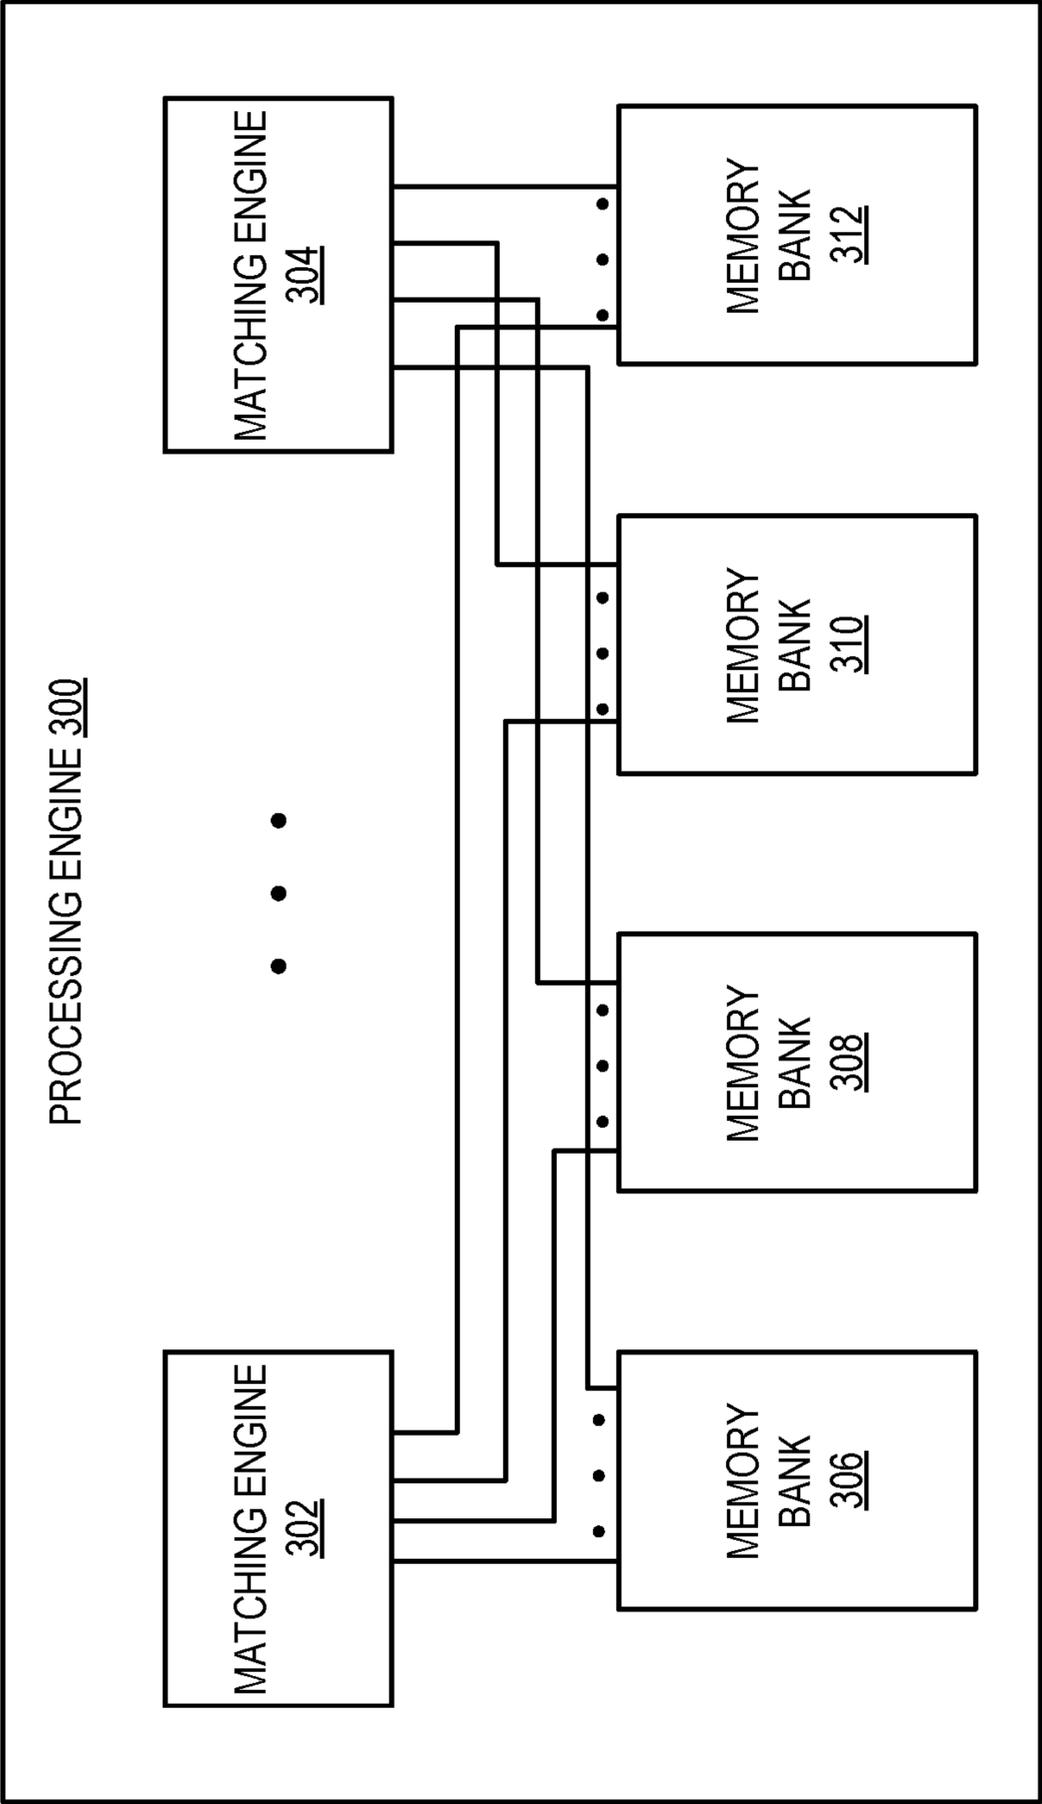 PROCESSING ENGINE 300
MATCHING ENGINE
302
MATCHING ENGINE
304
MEMORY
BANK
306
MEMORY
BANK
308
MEMORY
BANK
310
MEMORY
BANK
312